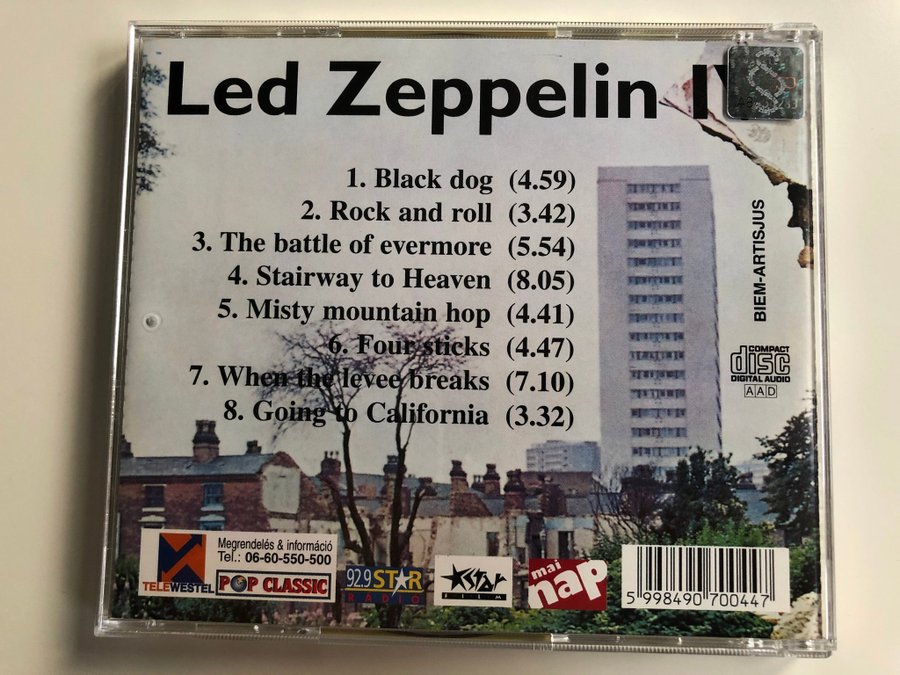 Led Zeppelin IV
1. Black dog (4.59)
2. Rock and roll (3.42)
3. The battle of evermore (5.54)
4. Stairway to Heaven (8.05)
5. Misty mountain hop (4.41)
6. Four sticks (4.47)
7. When the levee breaks (7.10)
8. Going to California (3.32)
BIEM-ARTISJUS
COMPACT
disc
DIGITAL AUDIO
AAD
TELEWESTEL
Megrendelés & információ
Tel.: 06-60-550-500
POP CLASSIC
92.9 STAR
RADIO
STAR
FILM
mai
nap
5 998490 700447